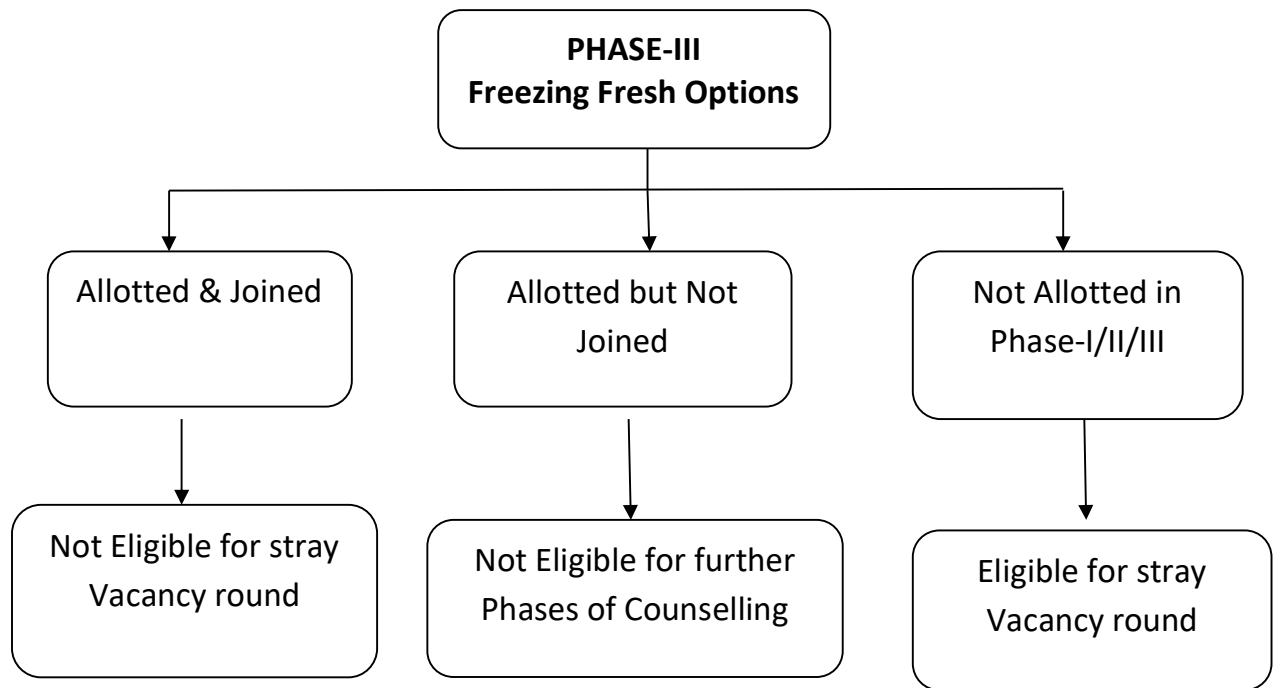 PHASE-III
Freezing Fresh Options
Allotted & Joined
Allotted but Not
Joined
Not Allotted in
Phase-I/II/III
Not Eligible for stray
Vacancy round
Not Eligible for further
Phases of Counselling
Eligible for stray
Vacancy round